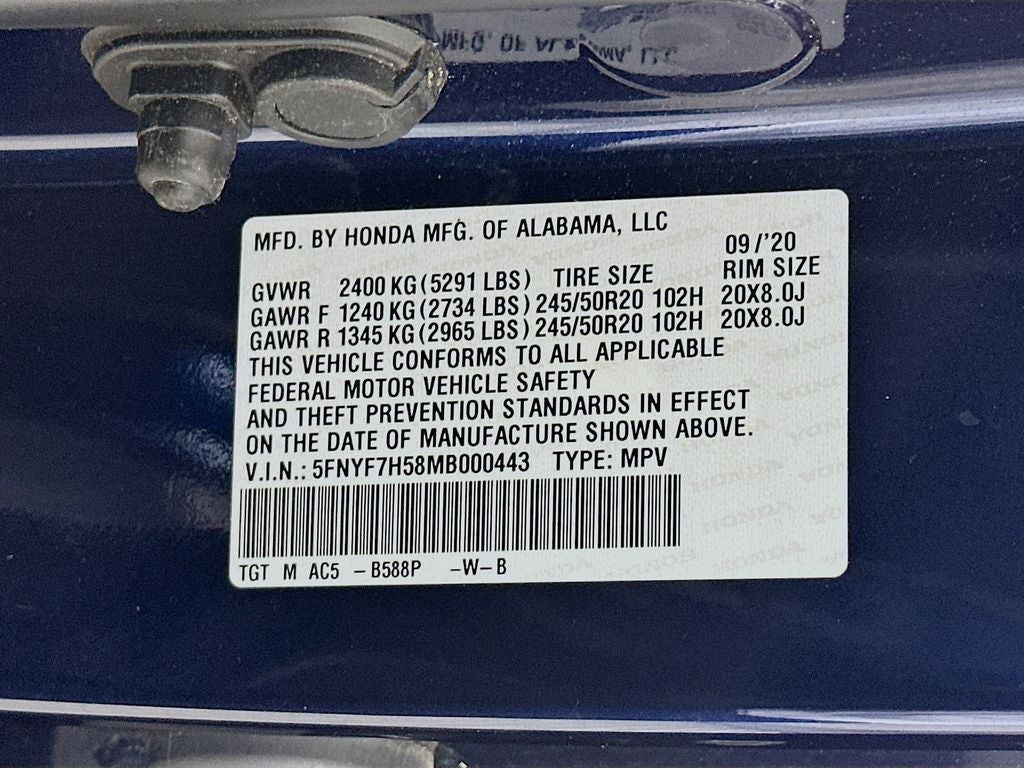 MFD. BY HONDA MFG. OF ALABAMA, LLC
09/'20
GVWR 2400 KG (5291 LBS) TIRE SIZE RIM SIZE
GAWR F 1240 KG (2734 LBS) 245/50R20 102H 20X8.0J
GAWR R 1345 KG (2965 LBS) 245/50R20 102H 20X8.0J
THIS VEHICLE CONFORMS TO ALL APPLICABLE
FEDERAL MOTOR VEHICLE SAFETY
AND THEFT PREVENTION STANDARDS IN EFFECT
ON THE DATE OF MANUFACTURE SHOWN ABOVE.
V.I.N.: 5FNYF7H58MB000443 TYPE: MPV
TGT M AC5 -B588P -W-B